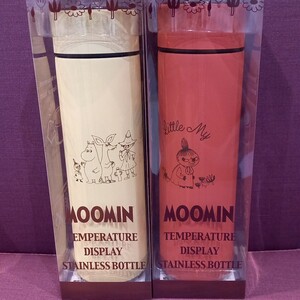 MOOMIN
TEMPERATURE
DISPLAY
STAINLESS BOTTLE
Little My
MOOMIN
TEMPERATURE
DISPLAY
STAINLESS BOTTLE